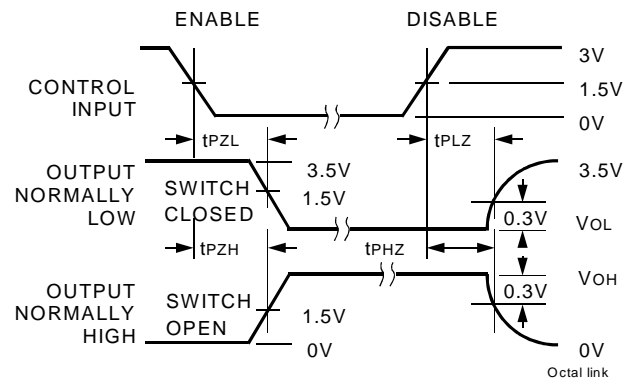 ENABLE
DISABLE
CONTROL
INPUT
3V
1.5V
0V
tPZL
tPLZ
OUTPUT
NORMALLY
LOW
SWITCH
CLOSED
3.5V
1.5V
3.5V
0.3V
VOL
tPZH
tPHZ
OUTPUT
NORMALLY
HIGH
SWITCH
OPEN
1.5V
0V
0.3V
VOH
0V
Octal link